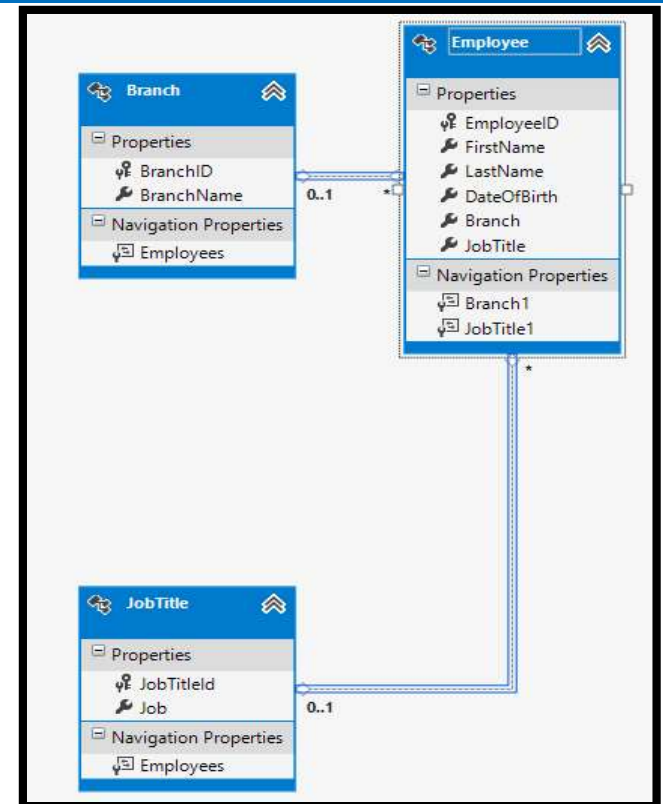 Branch
Properties
BranchID
BranchName
Navigation Properties
Employees
0..1
*
Employee
Properties
EmployeeID
FirstName
LastName
DateOfBirth
Branch
JobTitle
Navigation Properties
Branch1
JobTitle1
*
JobTitle
Properties
JobTitleId
Job
Navigation Properties
Employees
0..1